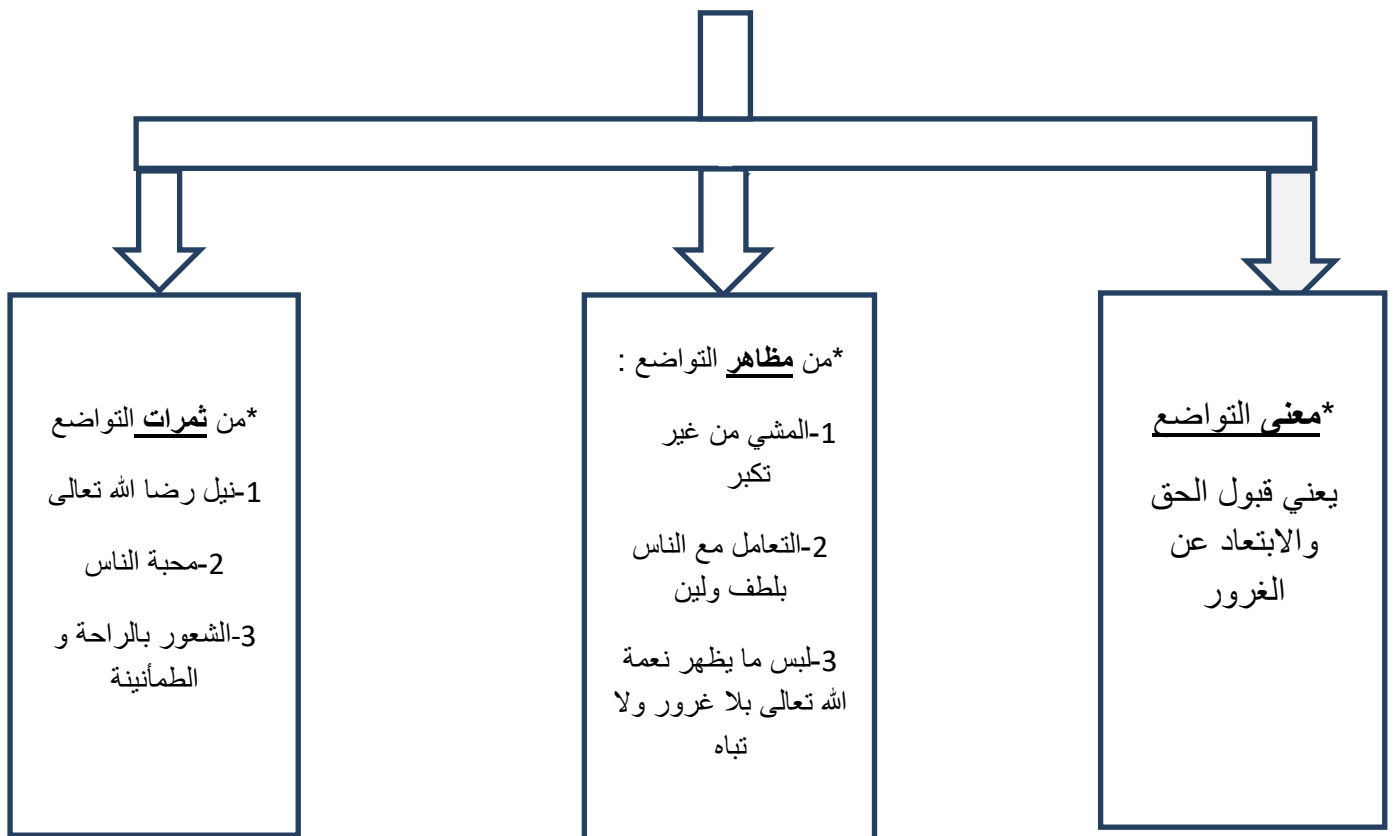 *معنى التواضع
يعني قبول الحق
والابتعاد عن
الغرور
*من مظاهر التواضع :
1-المشي من غير
تكبر
2-التعامل مع الناس
بلطف ولين
3-لبس ما يظهر نعمة
الله تعالى بلا غرور ولا
تباه
*من ثمرات التواضع
1-نيل رضا الله تعالى
2-محبة الناس
3-الشعور بالراحة و
الطمأنينة